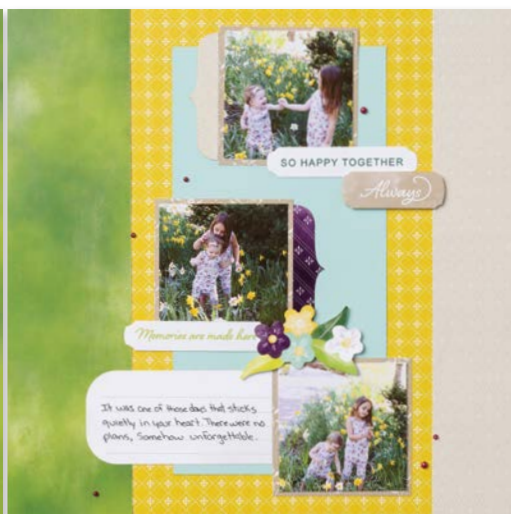 SO HAPPY TOGETHER
Always
Memories are made here
It was one of those days that sticks
quietly in your heart. There were no
plans, Somehow unforgettable.